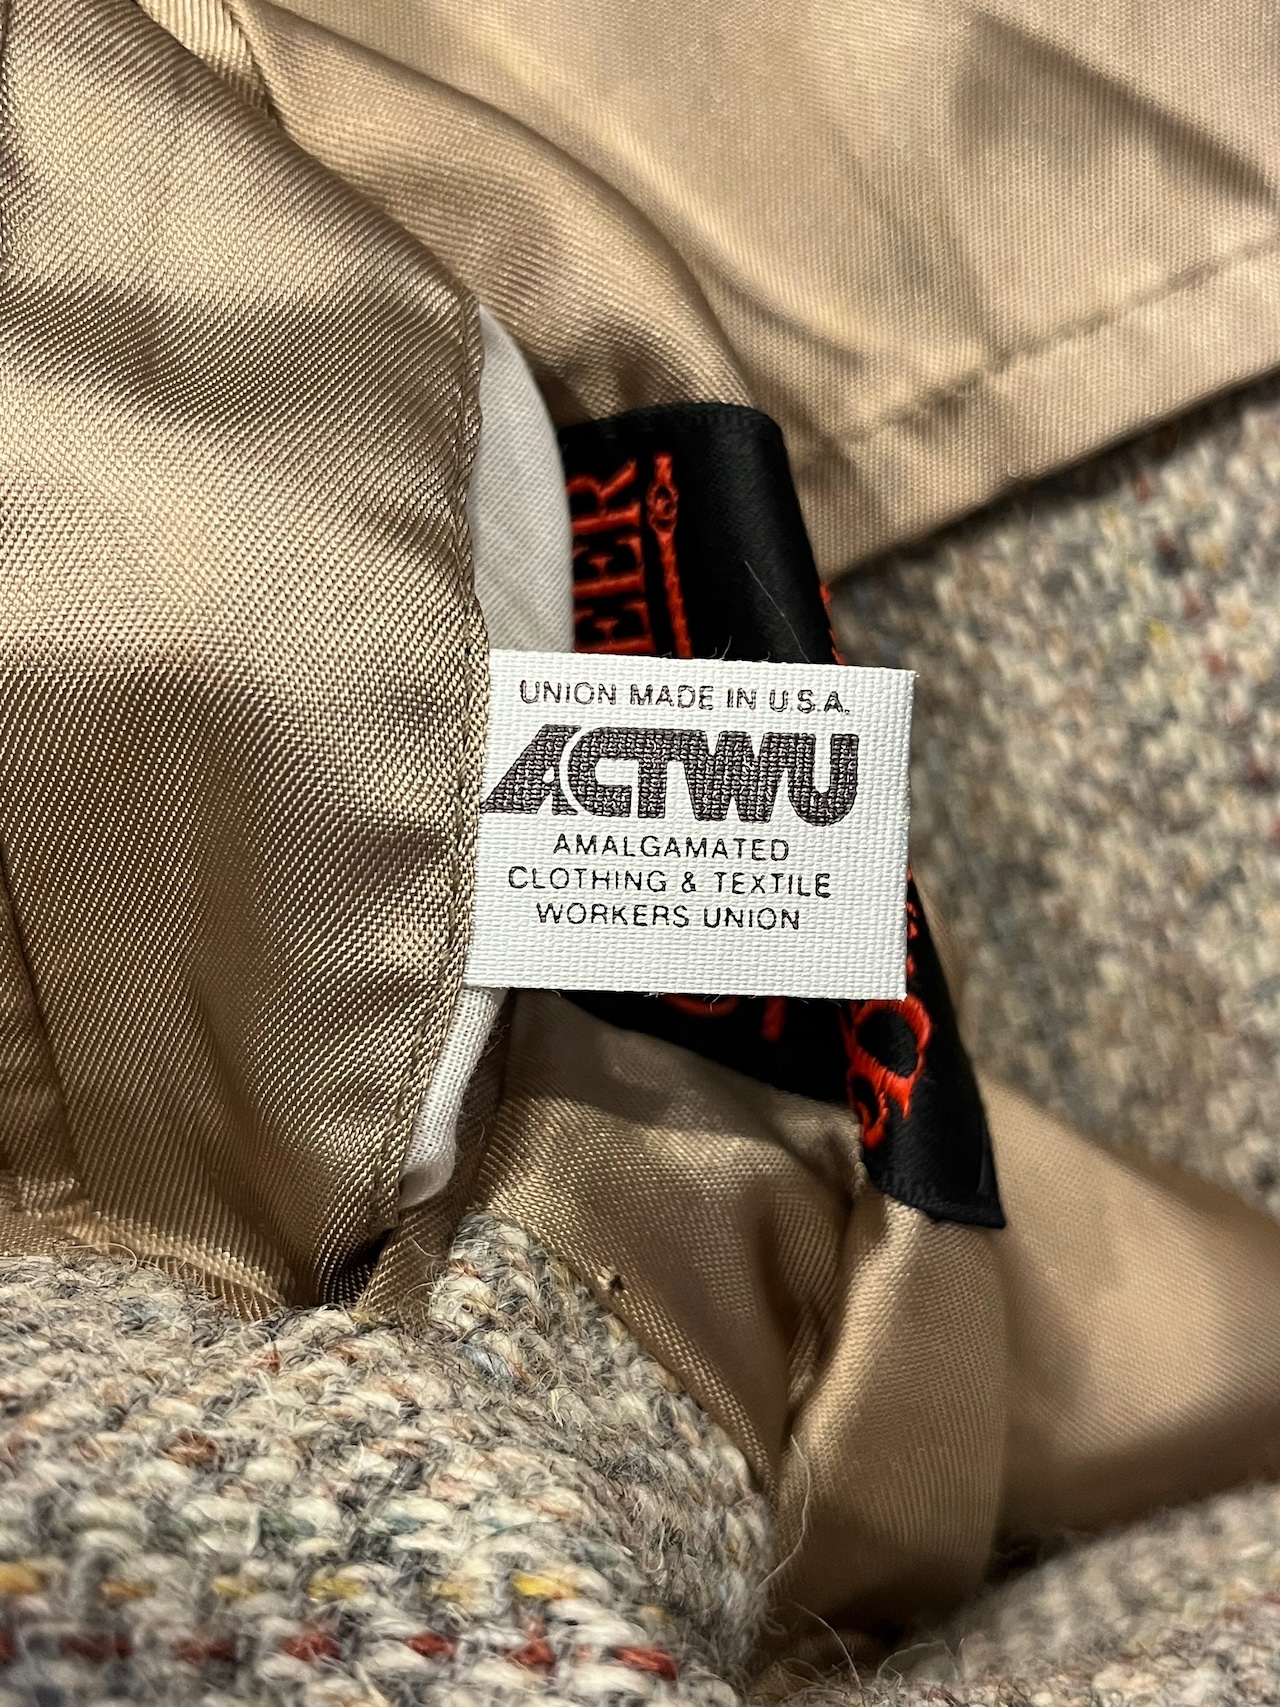 UNION MADE IN U.S.A.
ACTWU
AMALGAMATED
CLOTHING & TEXTILE
WORKERS UNION